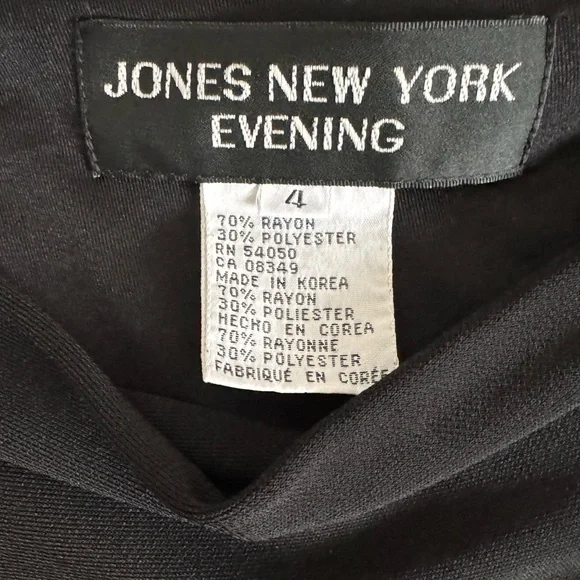 JONES NEW YORK
EVENING
4
70% RAYON
30% POLYESTER
RN 54050
CA 08349
MADE IN KOREA
70% RAYON
30% POLIESTER
HECHO EN COREA
70% RAYONNE
30% POLYESTER
FABRIQUÉ EN CORÉE